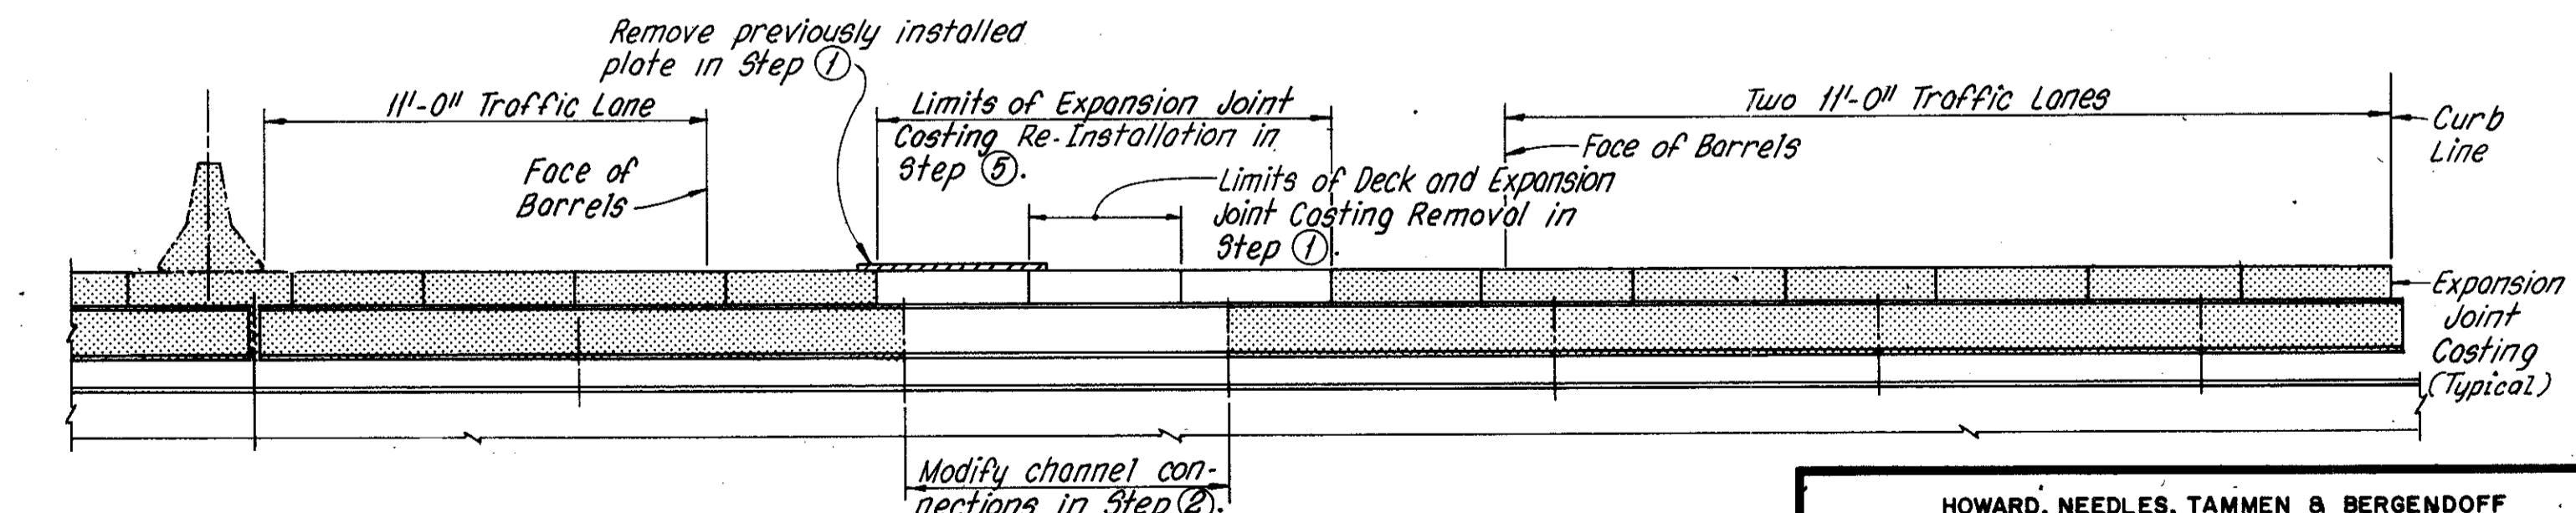 Remove previously installed
plate in Step ①
11'-0" Traffic Lane
Limits of Expansion Joint
Casting Re-Installation in
Step ⑤.
Two 11'-0" Traffic Lanes
Curb
Line
Face of
Barrels
Face of Barrels
Limits of Deck and Expansion
Joint Casting Removal in
Step ①.
Expansion
Joint
Casting
(Typical)
Modify channel con-
nections in Step ②.
HOWARD, NEEDLES, TAMMEN & BERGENDOFF